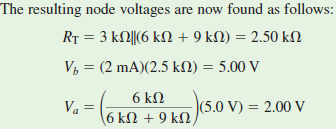 The resulting node voltages are now found as follows:
R_T = 3 kΩ∥(6 kΩ + 9 kΩ) = 2.50 kΩ
V_b = (2 mA)(2.5 kΩ) = 5.00 V
V_a = (6 kΩ / 6 kΩ + 9 kΩ)(5.0 V) = 2.00 V